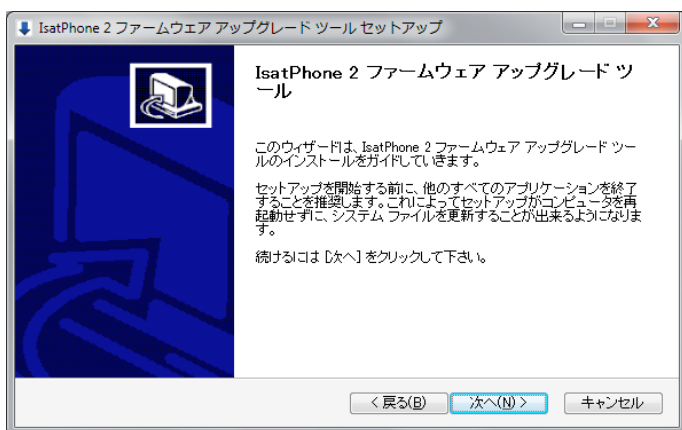 IsatPhone 2 ファームウェア アップグレード ツール セットアップ
IsatPhone 2 ファームウェア アップグレード ツ
ール
このウィザードは、IsatPhone 2 ファームウェア アップグレード ツー
ルのインストールをガイドしていきます。
セットアップを開始する前に、他のすべてのアプリケーションを終了
することを推奨します。これによってセットアップがコンピュータを再
起動せずに、システム ファイルを更新することが出来るようになりま
す。
続けるには [次へ] をクリックして下さい。
< 戻る(B) 次へ(N) > キャンセル